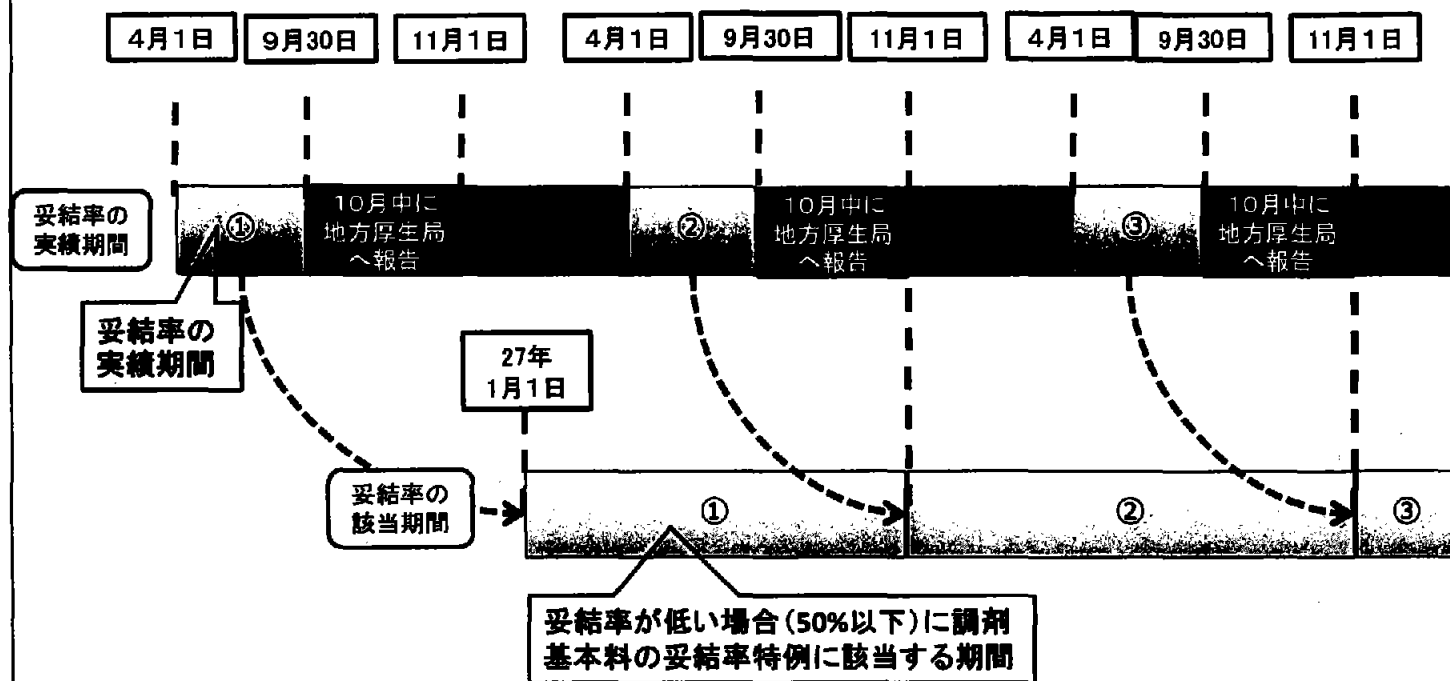 4月1日
9月30日
11月1日
4月1日
9月30日
11月1日
4月1日
9月30日
11月1日
妥結率の
実績期間
①
10月中に
地方厚生局
へ報告
②
10月中に
地方厚生局
へ報告
③
10月中に
地方厚生局
へ報告
妥結率の
実績期間
27年
1月1日
妥結率の
該当期間
①
②
③
妥結率が低い場合(50%以下)に調剤
基本料の妥結率特例に該当する期間